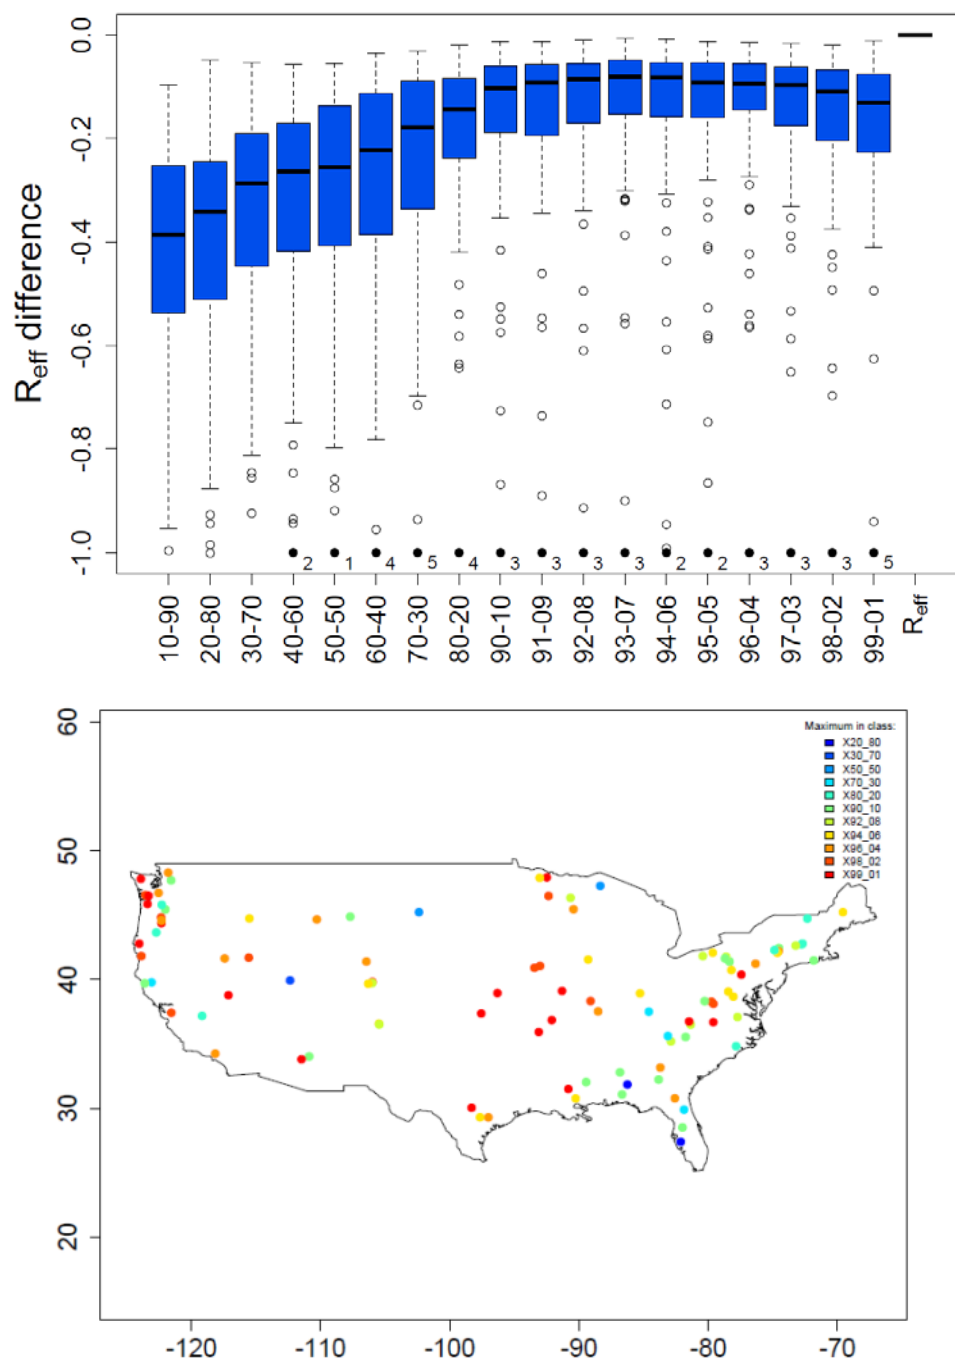 0.0
-0.2
-0.4
-0.6
-0.8
-1.0
R_eff difference
2 1 4 5 4 3 3 3 3 2 2 3 3 3 5
10-90
20-80
30-70
40-60
50-50
60-40
70-30
80-20
90-10
91-09
92-08
93-07
94-06
95-05
96-04
97-03
98-02
99-01
R_eff
60
50
40
30
20
Maximum in class:
X20_80
X30_70
X50_50
X70_30
X80_20
X90_10
X92_08
X94_06
X96_04
X98_02
X99_01
-120 -110 -100 -90 -80 -70